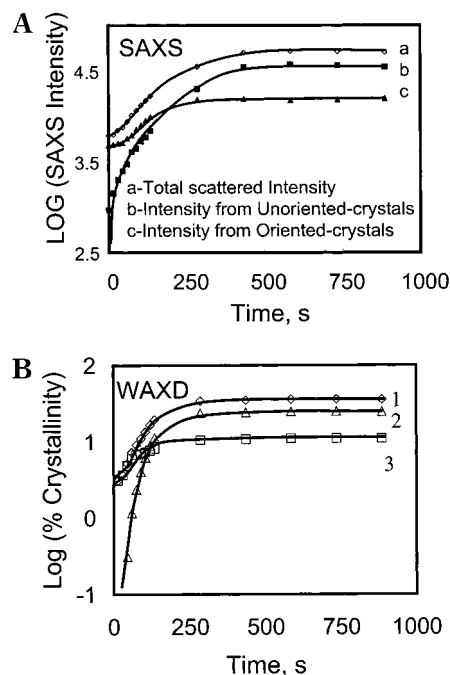 A
SAXS
LOG (SAXS Intensity)
4.5
3.5
2.5
a
b
c
a-Total scattered Intensity
b-Intensity from Unoriented-crystals
c-Intensity from Oriented-crystals
0 250 500 750 1000
Time, s
B
WAXD
Log (% Crystallinity)
2
1
0
-1
1
2
3
0 250 500 750 1000
Time, s